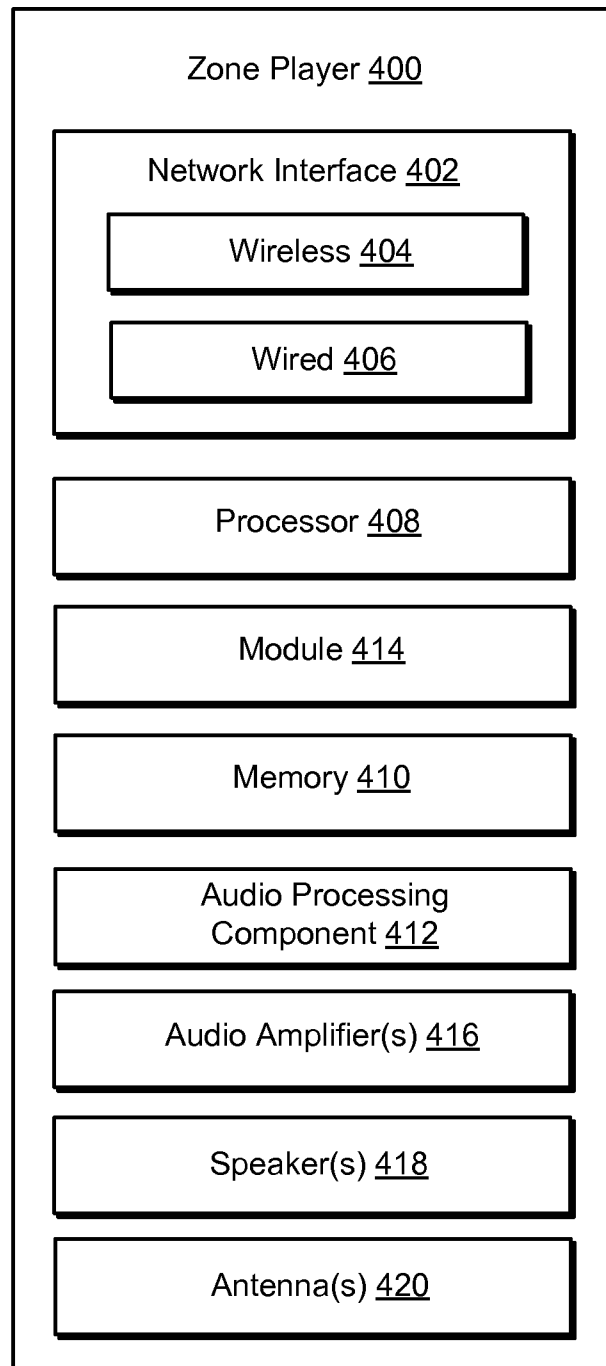 Zone Player 400
Network Interface 402
Wireless 404
Wired 406
Processor 408
Module 414
Memory 410
Audio Processing
Component 412
Audio Amplifier(s) 416
Speaker(s) 418
Antenna(s) 420